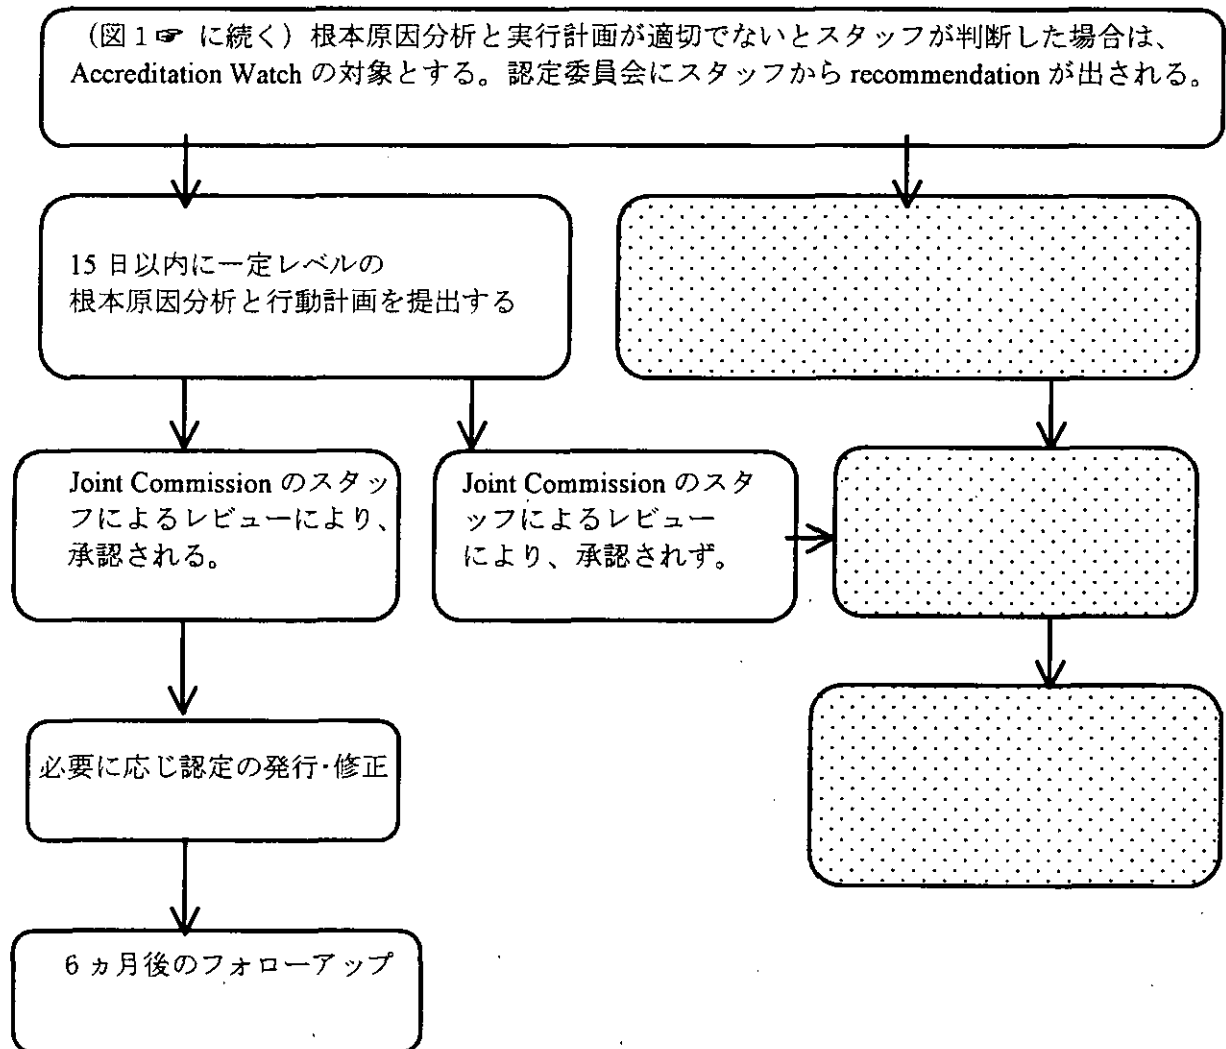 (図1☞ に続く) 根本原因分析と実行計画が適切でないとスタッフが判断した場合は、
Accreditation Watch の対象とする。認定委員会にスタッフから recommendation が出される。
15 日以内に一定レベルの
根本原因分析と行動計画を提出する
Joint Commission のスタッ
フによるレビューにより、
承認される。
Joint Commission のスタ
ッフによるレビュー
により、承認されず。
必要に応じ認定の発行･修正
6 ヵ月後のフォローアップ